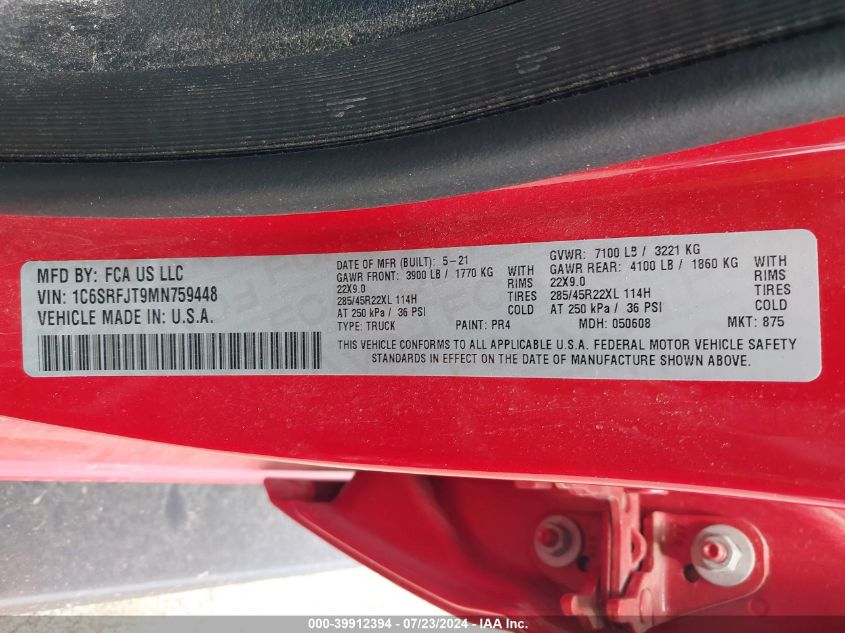 MFD BY: FCA US LLC
VIN: 1C6SRFJT9MN759448
VEHICLE MADE IN: U.S.A.
DATE OF MFR (BUILT): 5-21
GAWR FRONT: 3900 LB / 1770 KG WITH
22X9.0 RIMS
285/45R22XL 114H TIRES
AT 250 kPa / 36 PSI COLD
TYPE: TRUCK PAINT: PR4
GVWR: 7100 LB / 3221 KG
GAWR REAR: 4100 LB / 1860 KG WITH
22X9.0 RIMS
285/45R22XL 114H TIRES
AT 250 kPa / 36 PSI COLD
MDH: 050608 MKT: 875
THIS VEHICLE CONFORMS TO ALL APPLICABLE U.S.A. FEDERAL MOTOR VEHICLE SAFETY
STANDARDS IN EFFECT ON THE DATE OF MANUFACTURE SHOWN ABOVE.
000-39912394 - 07/23/2024 - IAAI Inc.